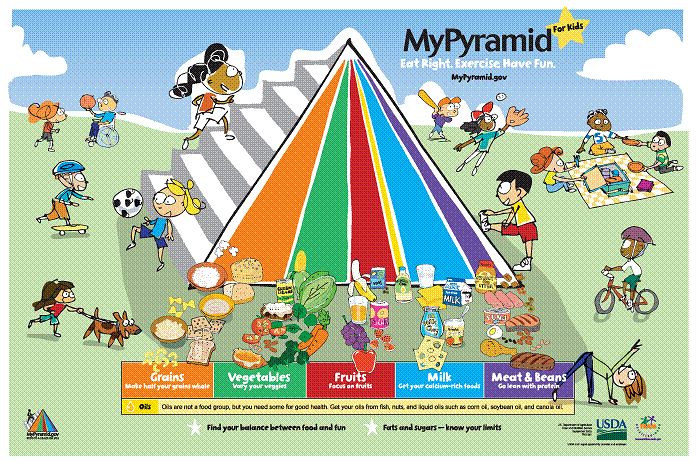 MyPyramid
For Kids
Eat Right. Exercise. Have Fun.
MyPyramid.gov
MILK
Grains
Make half your grains whole
Vegetables
Vary your veggies
Fruits
Focus on fruits
Milk
Get your calcium-rich foods
Meat & Beans
Go lean with protein
Oils
Oils are not a food group, but you need some for good health. Get your oils from fish, nuts, and liquid oils such as corn oil, soybean oil, and canola oil.
Find your balance between food and fun
Fats and sugars — know your limits
MyPyramid.gov
USDA